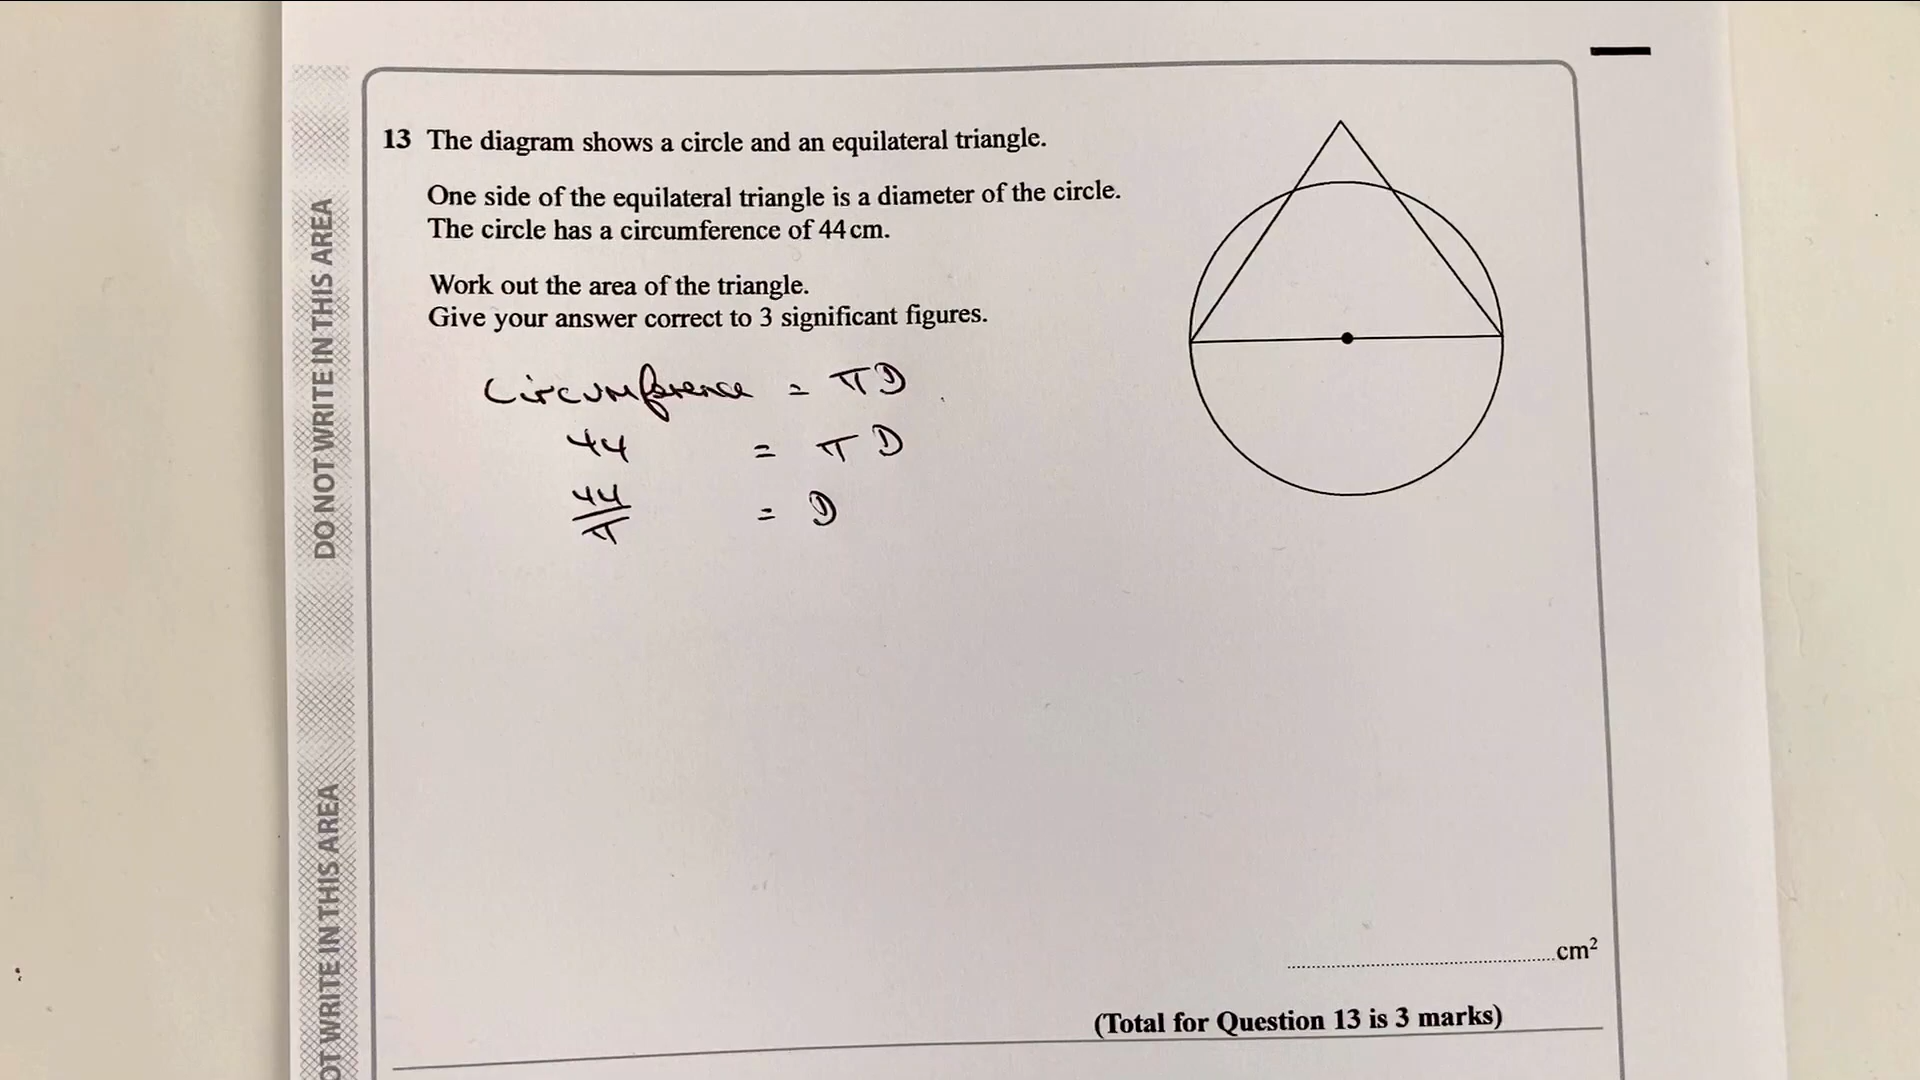 DO NOT WRITE IN THIS AREA
OT WRITE IN THIS AREA
13 The diagram shows a circle and an equilateral triangle.
One side of the equilateral triangle is a diameter of the circle.
The circle has a circumference of 44 cm.
Work out the area of the triangle.
Give your answer correct to 3 significant figures.
Circumference = πD
44 = πD
44/π = D
cm²
(Total for Question 13 is 3 marks)